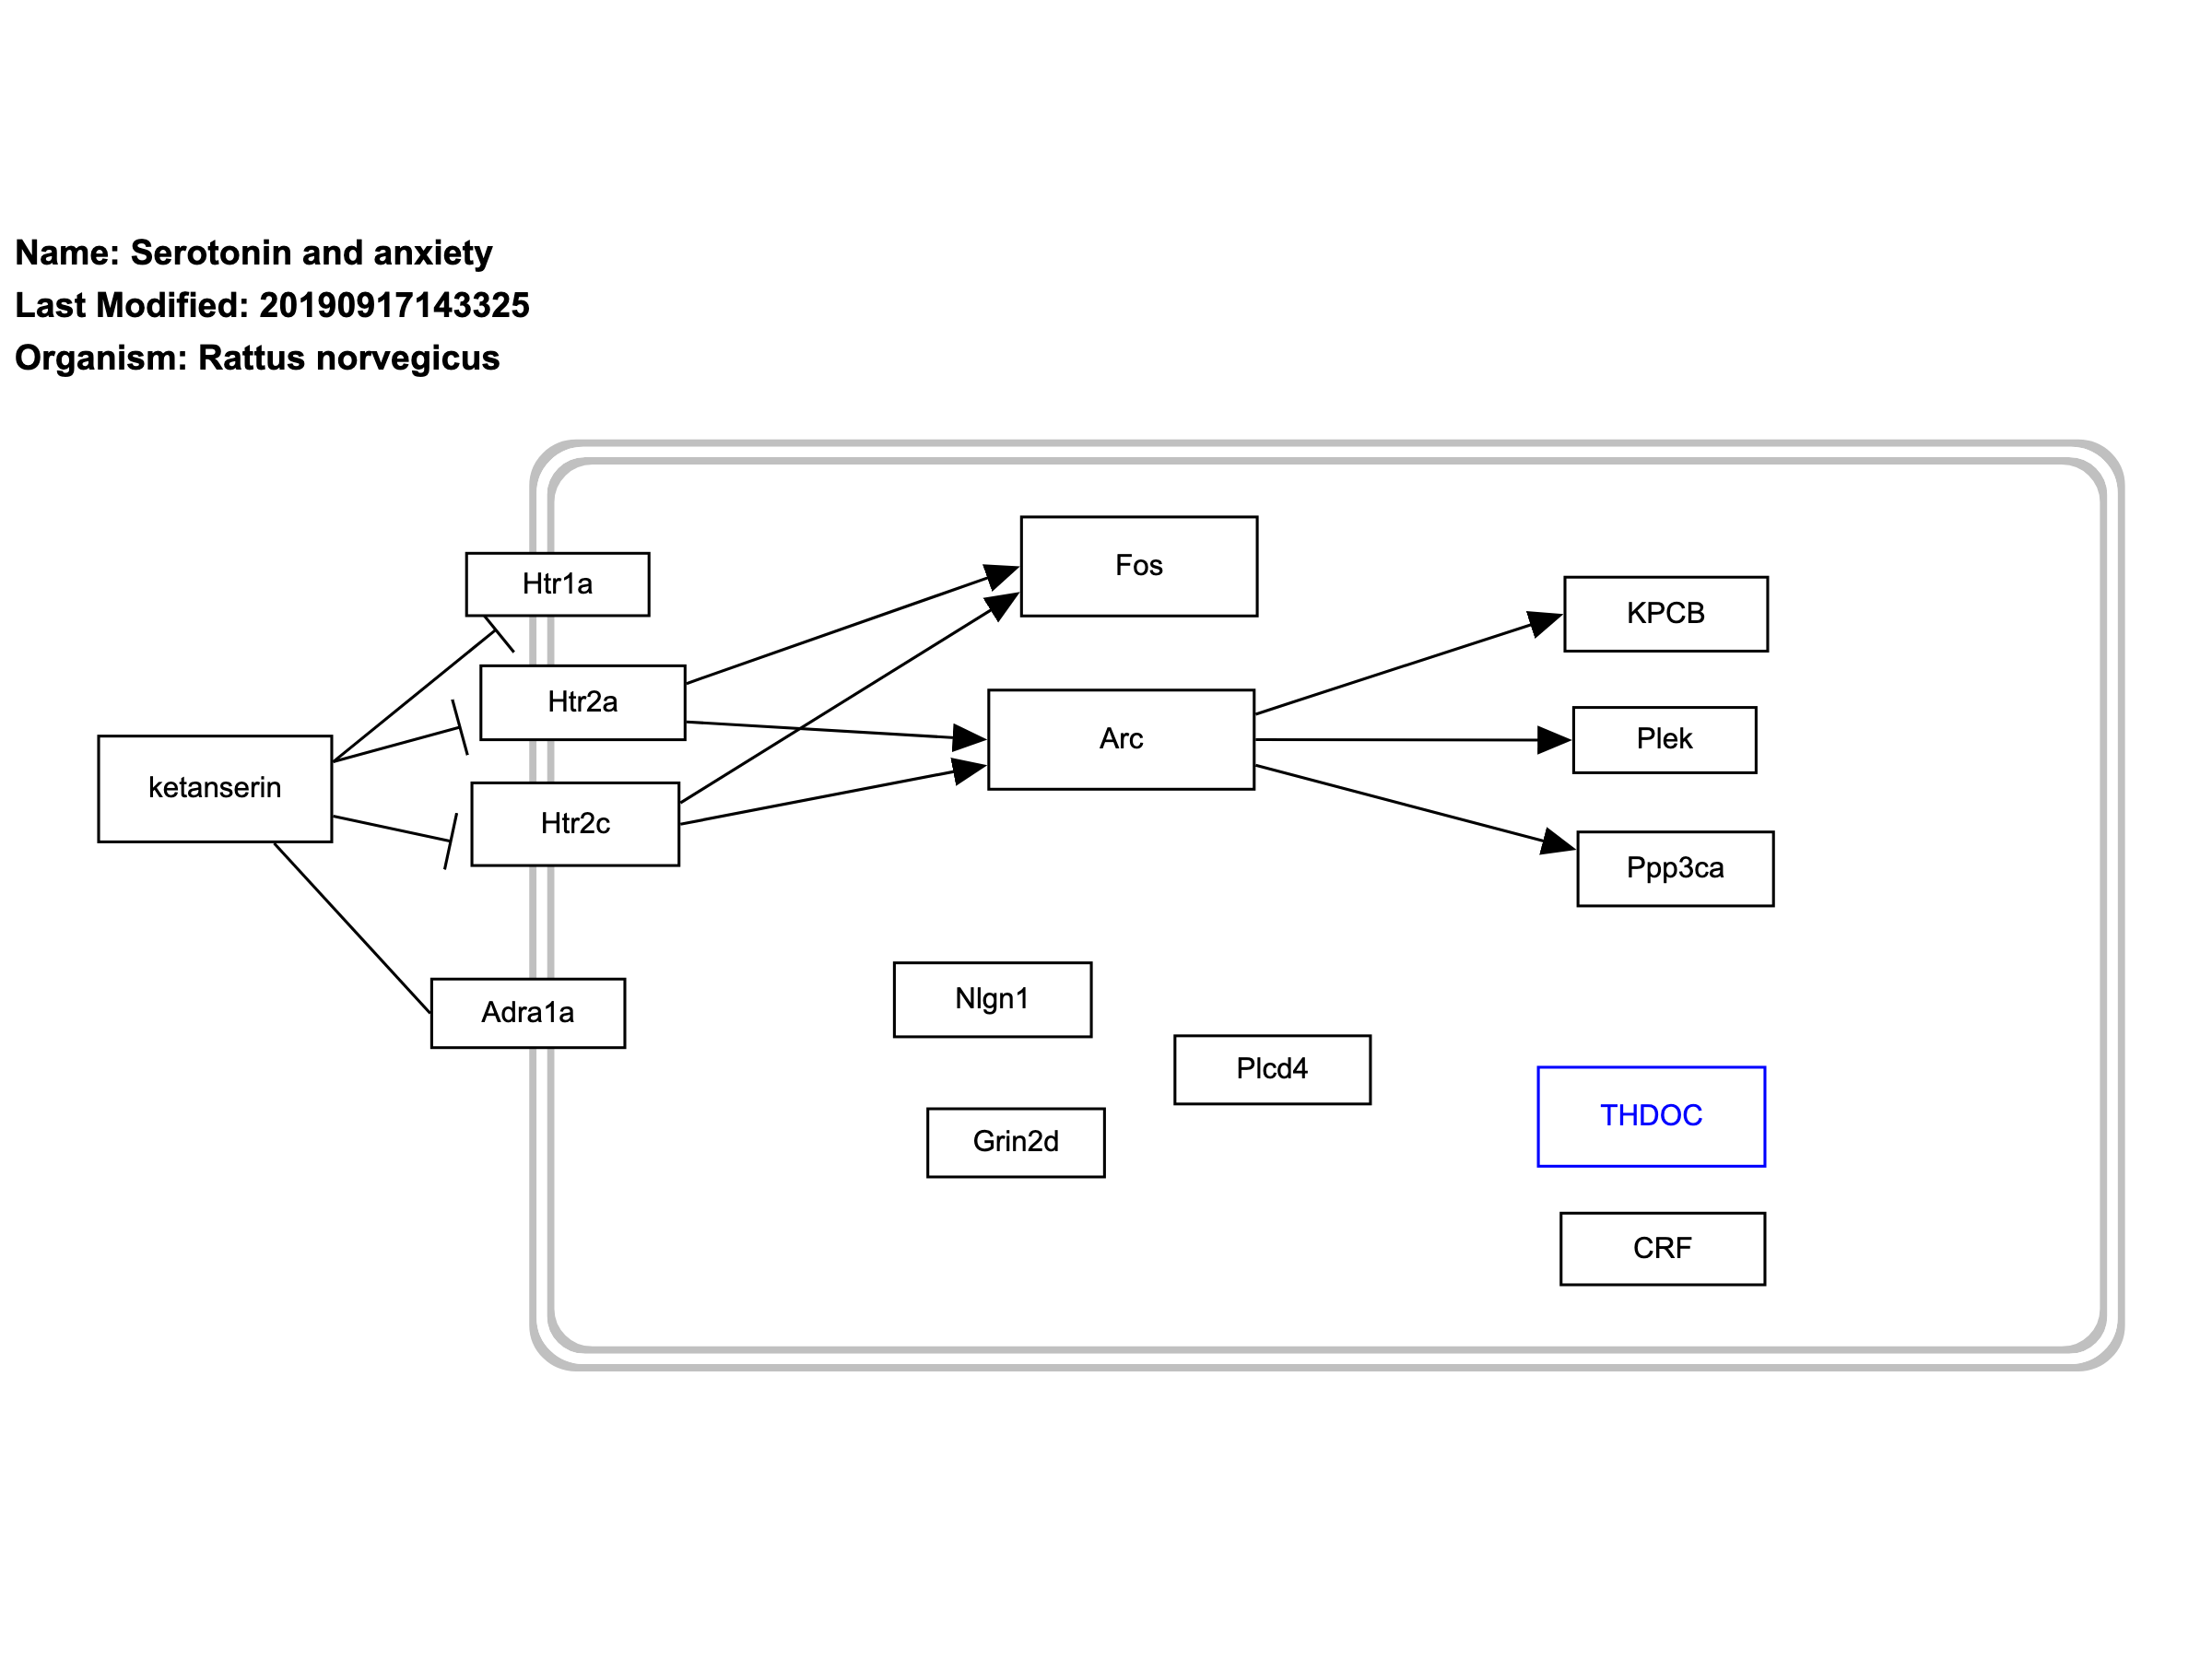 Name: Serotonin and anxiety
Last Modified: 20190917143325
Organism: Rattus norvegicus
Fos
Htr1a
KPCB
Htr2a
Arc
Plek
ketanserin
Htr2c
Ppp3ca
Nlgn1
Adra1a
Plcd4
THDOC
Grin2d
CRF